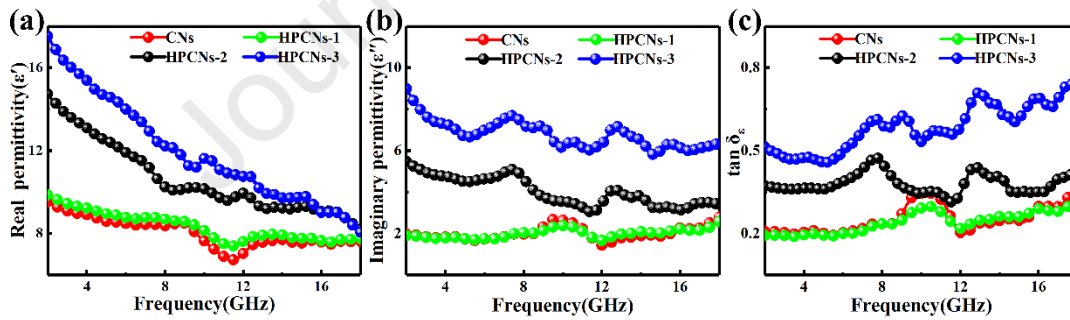 (a)
CNs HPCNs-1
HPCNs-2 HPCNs-3
16
12
8
Real permittivity(ε′)
4 8 12 16
Frequency(GHz)
(b)
CNs HPCNs-1
HPCNs-2 HPCNs-3
10
6
2
Imaginary permittivity(ε″)
4 8 12 16
Frequency(GHz)
(c)
CNs HPCNs-1
HPCNs-2 HPCNs-3
0.8
0.5
0.2
tan δε
4 8 12 16
Frequency(GHz)
Journ